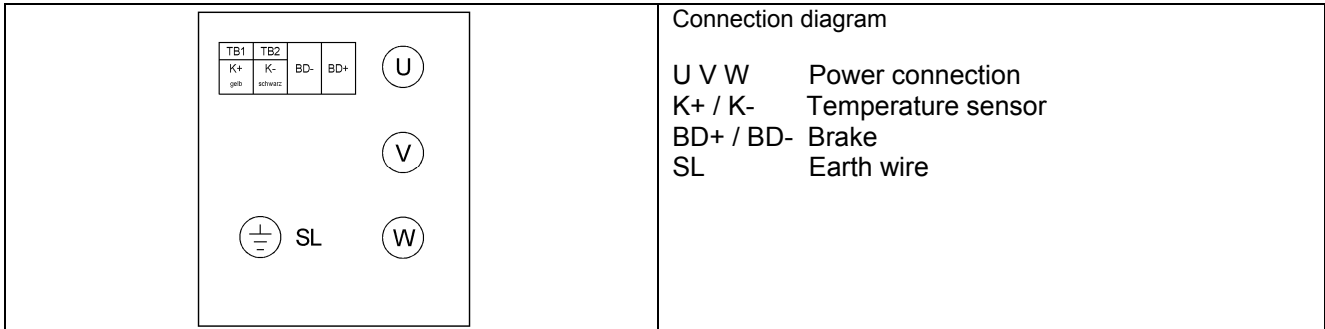 TB1 TB2
K+ K- BD- BD+
gelb schwarz
U
V
SL W
Connection diagram
U V W Power connection
K+ / K- Temperature sensor
BD+ / BD- Brake
SL Earth wire